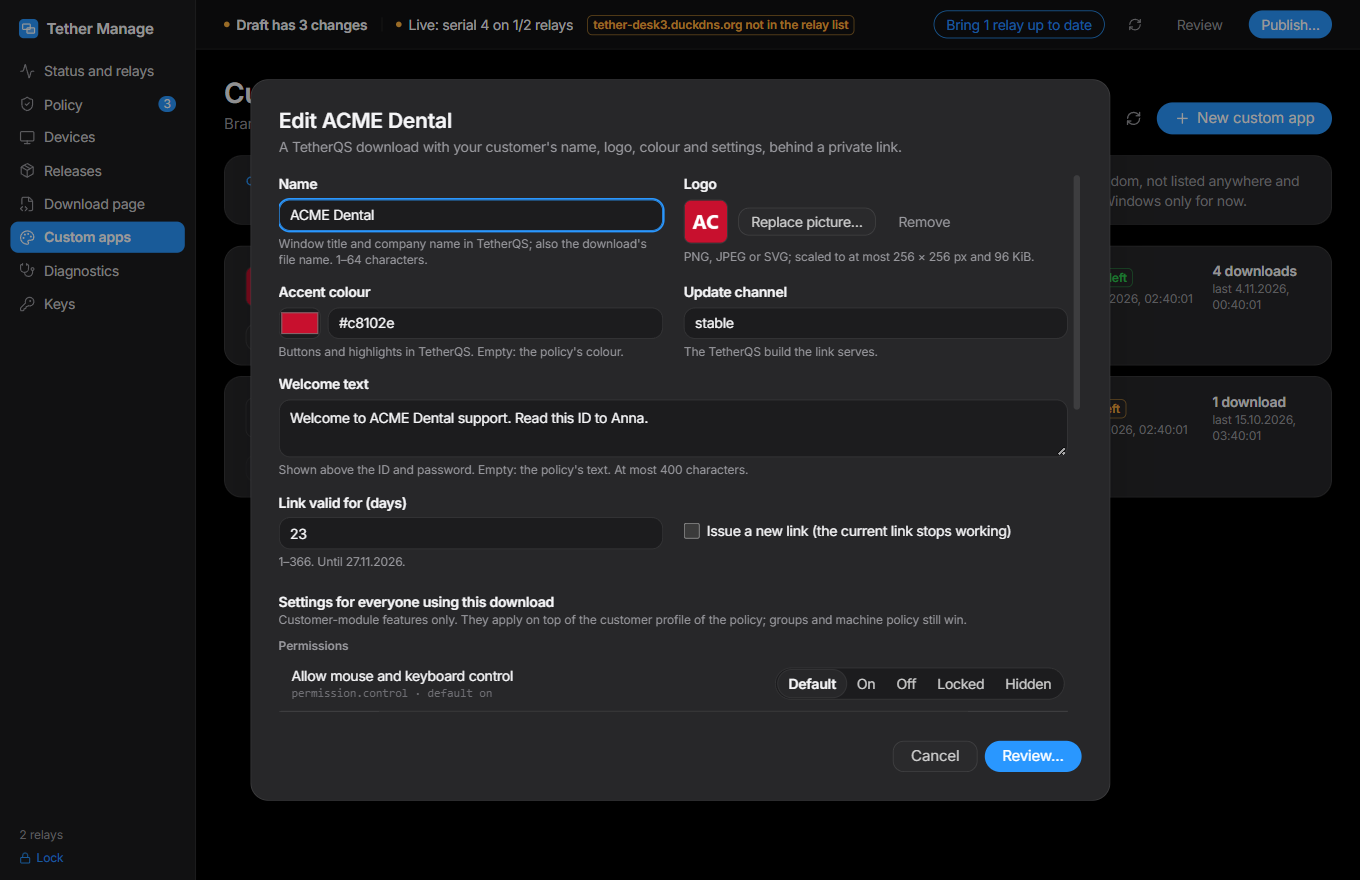 Tether Manage
Draft has 3 changes
Live: serial 4 on 1/2 relays
tether-desk3.duckdns.org not in the relay list
Bring 1 relay up to date
Review
Publish...
Status and relays
Policy
3
Devices
Releases
Download page
Custom apps
Diagnostics
Keys
2 relays
Lock
New custom app
dom, not listed anywhere and
Windows only for now.
left
2026, 02:40:01
4 downloads
last 4.11.2026,
00:40:01
026, 02:40:01
1 download
last 15.10.2026,
03:40:01
Edit ACME Dental
A TetherQS download with your customer's name, logo, colour and settings, behind a private link.
Name
ACME Dental
Window title and company name in TetherQS; also the download's
file name. 1–64 characters.
Logo
AC
Replace picture...
Remove
PNG, JPEG or SVG; scaled to at most 256 × 256 px and 96 KiB.
Accent colour
#c8102e
Buttons and highlights in TetherQS. Empty: the policy's colour.
Update channel
stable
The TetherQS build the link serves.
Welcome text
Welcome to ACME Dental support. Read this ID to Anna.
Shown above the ID and password. Empty: the policy's text. At most 400 characters.
Link valid for (days)
23
1–366. Until 27.11.2026.
Issue a new link (the current link stops working)
Settings for everyone using this download
Customer-module features only. They apply on top of the customer profile of the policy; groups and machine policy still win.
Permissions
Allow mouse and keyboard control
permission.control · default on
Default
On
Off
Locked
Hidden
Cancel
Review...